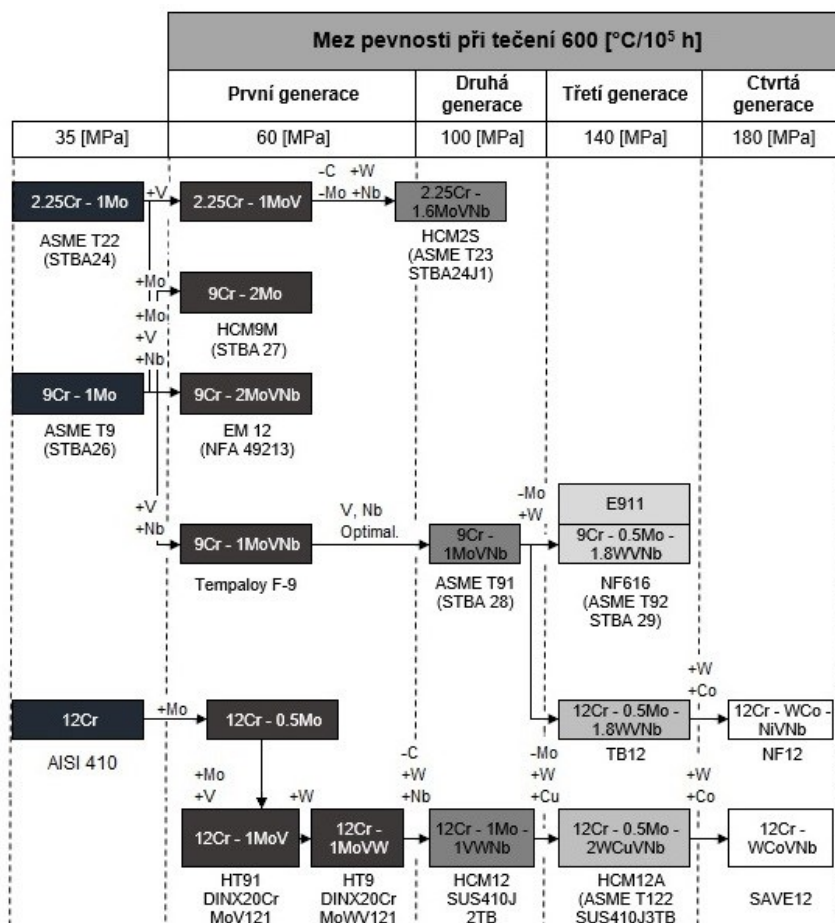 Mez pevnosti při tečení 600 [°C/10⁵ h]
První generace
Druhá
generace
Třetí generace
Ctvrtá
generace
35 [MPa]
60 [MPa]
100 [MPa]
140 [MPa]
180 [MPa]
2.25Cr - 1Mo
+V
2.25Cr - 1MoV
-C +W
-Mo +Nb
2.25Cr -
1.6MoVNb
ASME T22
(STBA24)
HCM2S
(ASME T23
STBA24J1)
+Mo
9Cr - 2Mo
+Mo
+V
+Nb
HCM9M
(STBA 27)
9Cr - 1Mo
9Cr - 2MoVNb
ASME T9
(STBA26)
EM 12
(NFA 49213)
+V
+Nb
9Cr - 1MoVNb
V, Nb
Optimal.
9Cr -
1MoVNb
-Mo
+W
E911
9Cr - 0.5Mo -
1.8WVNb
Tempaloy F-9
ASME T91
(STBA 28)
NF616
(ASME T92
STBA 29)
12Cr
+Mo
12Cr - 0.5Mo
12Cr - 0.5Mo -
1.8WVNb
+W
+Co
12Cr - WCo -
NiVNb
AISI 410
TB12
NF12
+Mo
+V
12Cr - 1MoV
+W
12Cr -
1MoVW
-C
+W
+Nb
12Cr - 1Mo -
1VWNb
-Mo
+W
+Cu
12Cr - 0.5Mo -
2WCuVNb
+W
+Co
12Cr -
WCoVNb
HT91
DINX20Cr
MoV121
HT9
DINX20Cr
MoWV121
HCM12
SUS410J
2TB
HCM12A
(ASME T122
SUS410J3TB
SAVE12